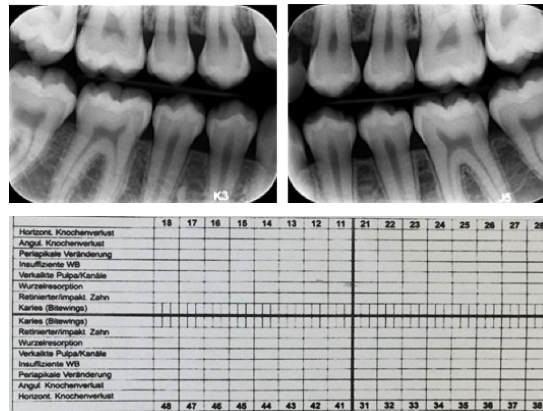 K3
J5
18 17 16 15 14 13 12 11 21 22 23 24 25 26 27 28
Horizont. Knochenverlust
Angul. Knochenverlust
Periapikale Veränderung
Insuffiziente WB
Verkalkte Pulpa/Kanäle
Wurzelresorption
Retinierter/impakt. Zahn
Karies (Bitewings)
Karies (Bitewings)
Retinierter/impakt. Zahn
Wurzelresorption
Verkalkte Pulpa/Kanäle
Insuffiziente WB
Periapikale Veränderung
Angul. Knochenverlust
Horizont. Knochenverlust
48 47 46 45 44 43 42 41 31 32 33 34 35 36 37 38